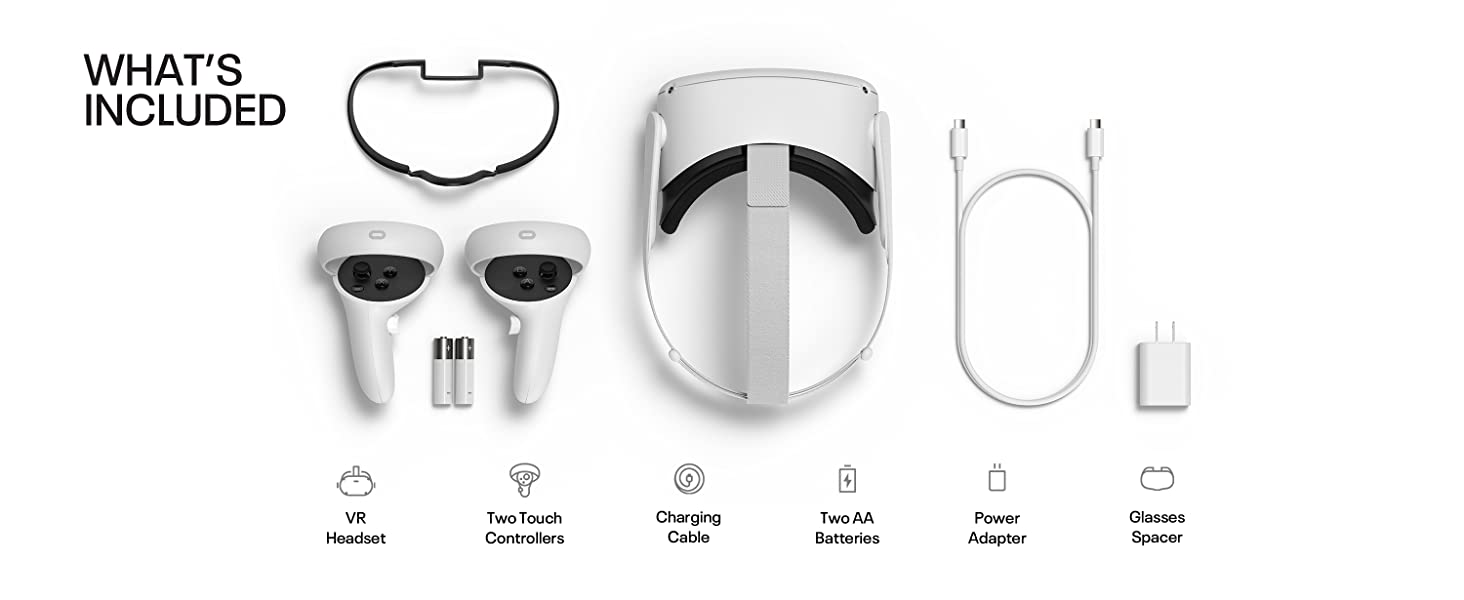 WHAT'S
INCLUDED
VR
Headset
Two Touch
Controllers
Charging
Cable
Two AA
Batteries
Power
Adapter
Glasses
Spacer